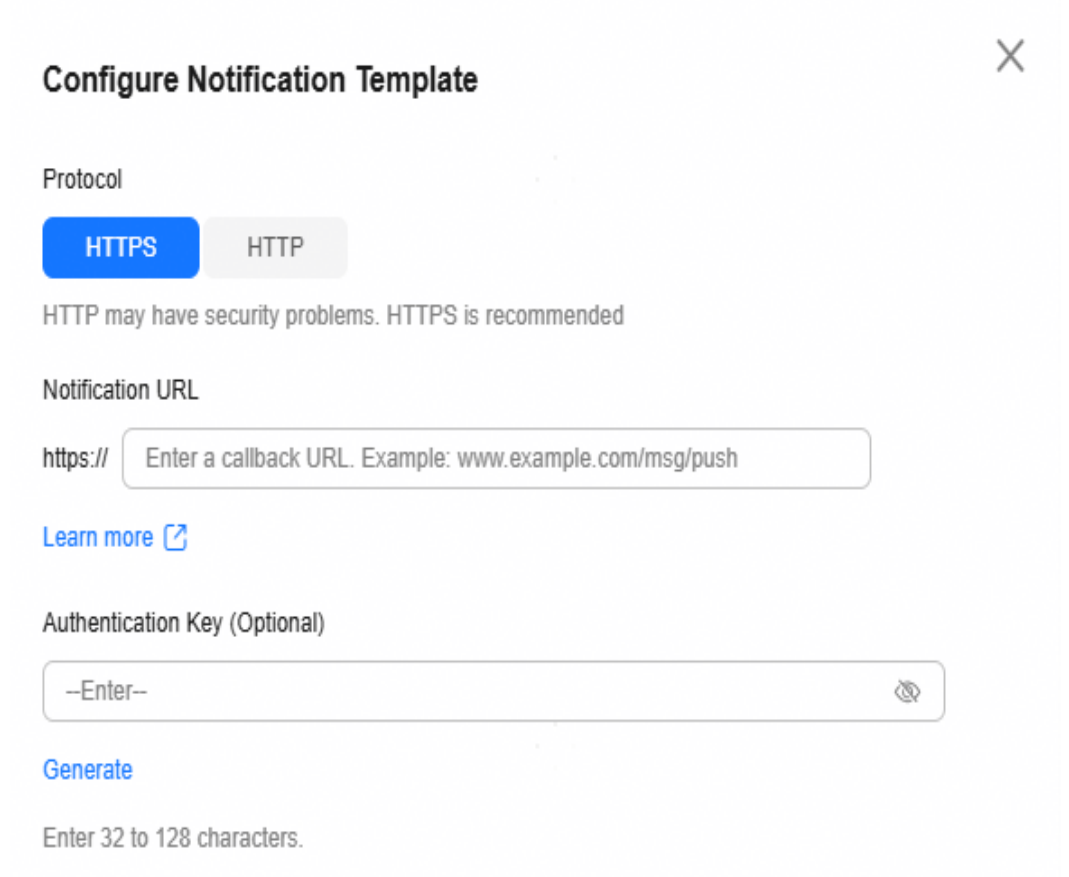 Configure Notification Template
Protocol
HTTPS HTTP
HTTP may have security problems. HTTPS is recommended
Notification URL
https:// Enter a callback URL. Example: www.example.com/msg/push
Learn more
Authentication Key (Optional)
--Enter--
Generate
Enter 32 to 128 characters.